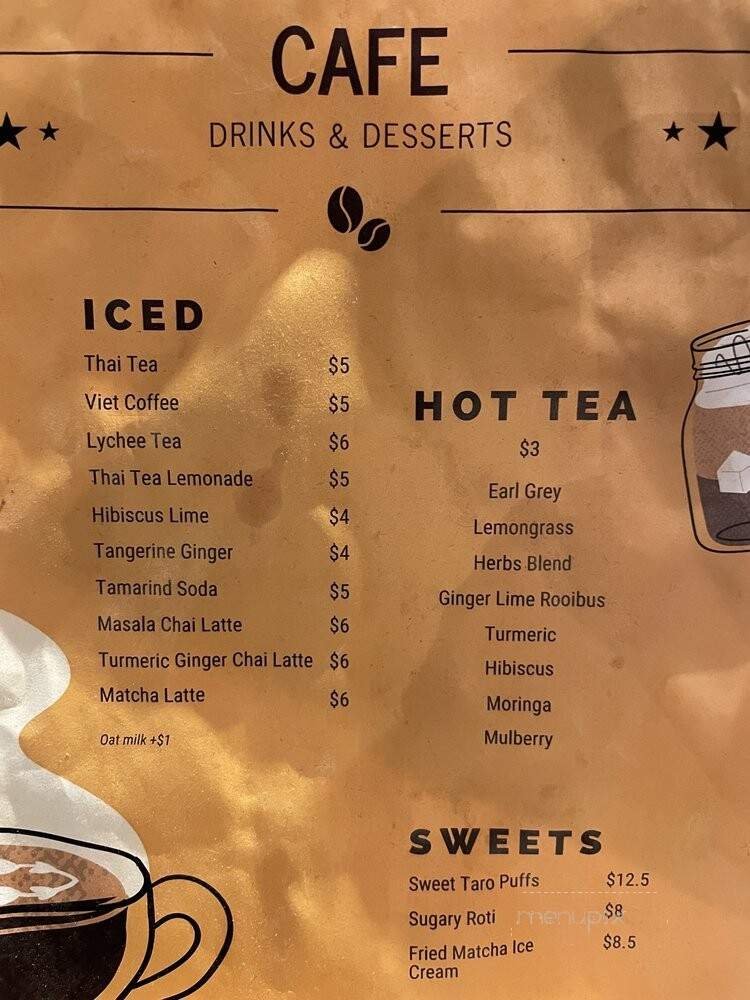 CAFE
DRINKS & DESSERTS
ICED
Thai Tea $5
Viet Coffee $5
Lychee Tea $6
Thai Tea Lemonade $5
Hibiscus Lime $4
Tangerine Ginger $4
Tamarind Soda $5
Masala Chai Latte $6
Turmeric Ginger Chai Latte $6
Matcha Latte $6
Oat milk +$1
HOT TEA
$3
Earl Grey
Lemongrass
Herbs Blend
Ginger Lime Rooibus
Turmeric
Hibiscus
Moringa
Mulberry
SWEETS
Sweet Taro Puffs $12.5
Sugary Roti $8
Fried Matcha Ice $8.5
Cream
menupix